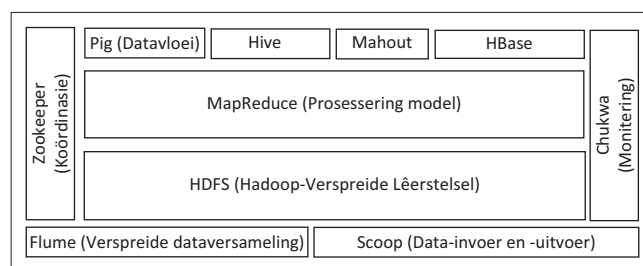 Zookeeper
(Koördinasie)
Pig (Datavloei)
Hive
Mahout
HBase
MapReduce (Prosessering model)
HDFS (Hadoop-Verspreide Lêerstelsel)
Chukwa
(Monitering)
Flume (Verspreide dataversameling)
Scoop (Data-invoer en -uitvoer)